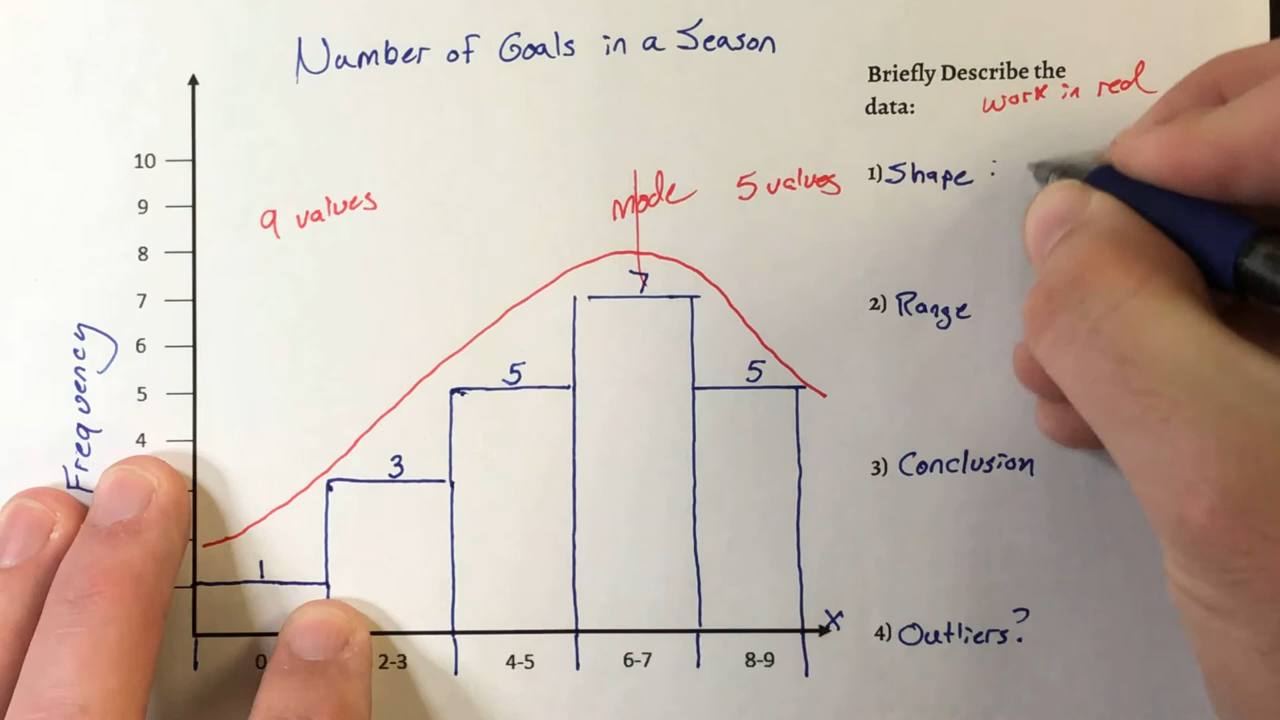 Number of Goals in a Season
Briefly Describe the
data: work in red
10
9
8
7
6
5
4
Frequency
9 values
mode
5 values
1
3
5
7
5
X
0
2-3
4-5
6-7
8-9
1) Shape :
2) Range
3) Conclusion
4) Outliers?